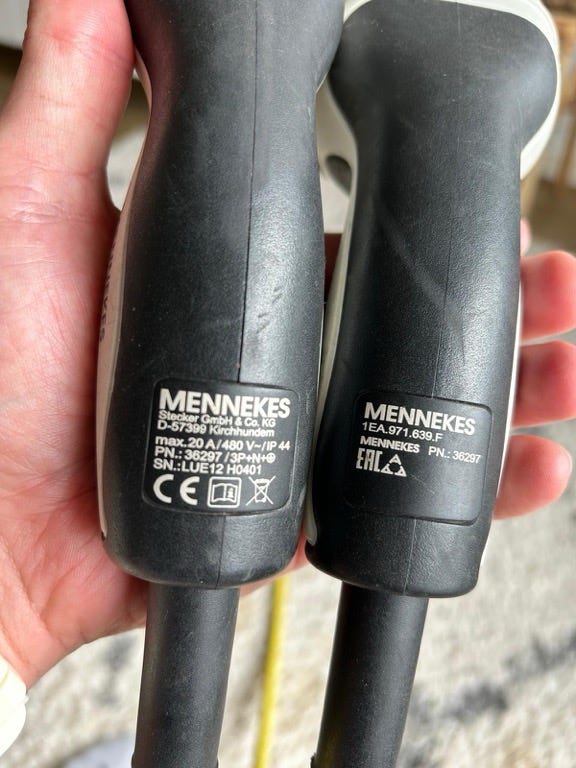 MENNEKES
Stecker GmbH & Co. KG
D-57399 Kirchhundem
max. 20 A / 480 V~ / IP 44
PN.: 36297 / 3P+N+⏚
SN.: LUE12 H0401
CE
MENNEKES
1EA.971.639.F
MENNEKES PN.: 36297
EAC